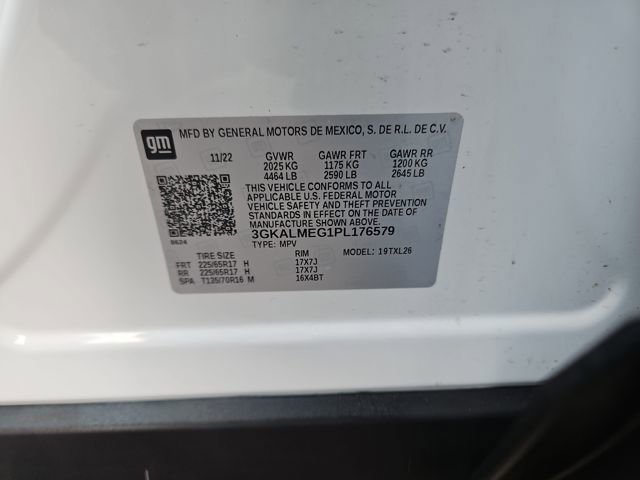 gm
MFD BY GENERAL MOTORS DE MEXICO, S. DE R.L. DE C.V.
11/22 GVWR GAWR FRT GAWR RR
2025 KG 1175 KG 1200 KG
4464 LB 2590 LB 2645 LB
THIS VEHICLE CONFORMS TO ALL
APPLICABLE U.S. FEDERAL MOTOR
VEHICLE SAFETY AND THEFT PREVENTION
STANDARDS IN EFFECT ON THE DATE OF
MANUFACTURE SHOWN ABOVE.
3GKALMEG1PL176579
8624
TYPE: MPV
TIRE SIZE RIM MODEL: 19TXL26
FRT 225/65R17 H 17X7J
RR 225/65R17 H 17X7J
SPA T135/70R16 M 16X4BT